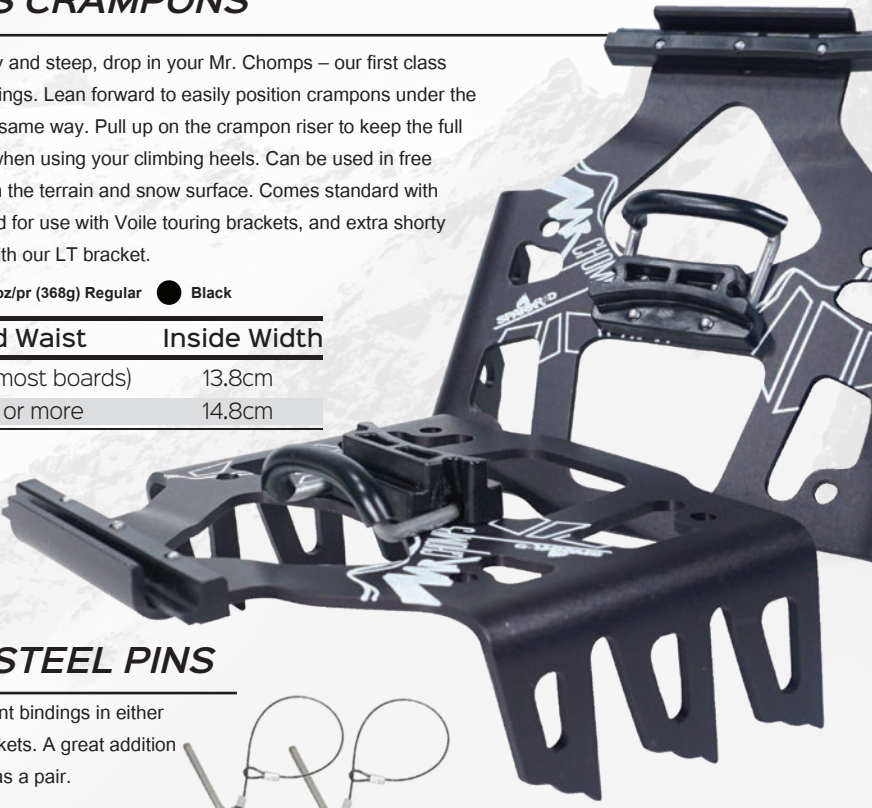 S CRAMPONS
y and steep, drop in your Mr. Chomps – our first class
ings. Lean forward to easily position crampons under the
same way. Pull up on the crampon riser to keep the full
when using your climbing heels. Can be used in free
the terrain and snow surface. Comes standard with
d for use with Voile touring brackets, and extra shorty
ith our LT bracket.
oz/pr (368g) Regular Black
d Waist Inside Width
most boards) 13.8cm
or more 14.8cm
MR CHOMPS
SPARK R&D
MR CHOMPS
STEEL PINS
nt bindings in either
kets. A great addition
as a pair.